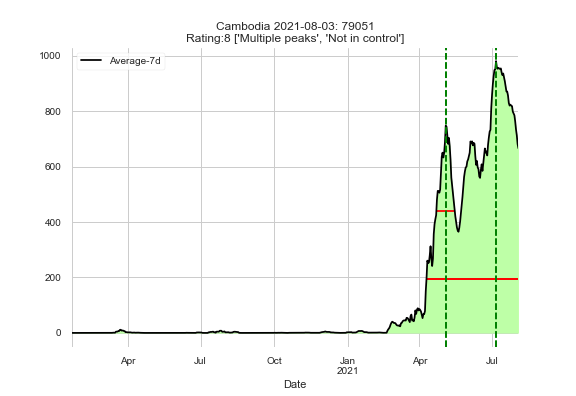 Cambodia 2021-08-03: 79051
Rating:8 ['Multiple peaks', 'Not in control']
Average-7d
1000
800
600
400
200
0
Apr Jul Oct Jan Apr Jul
2021
Date